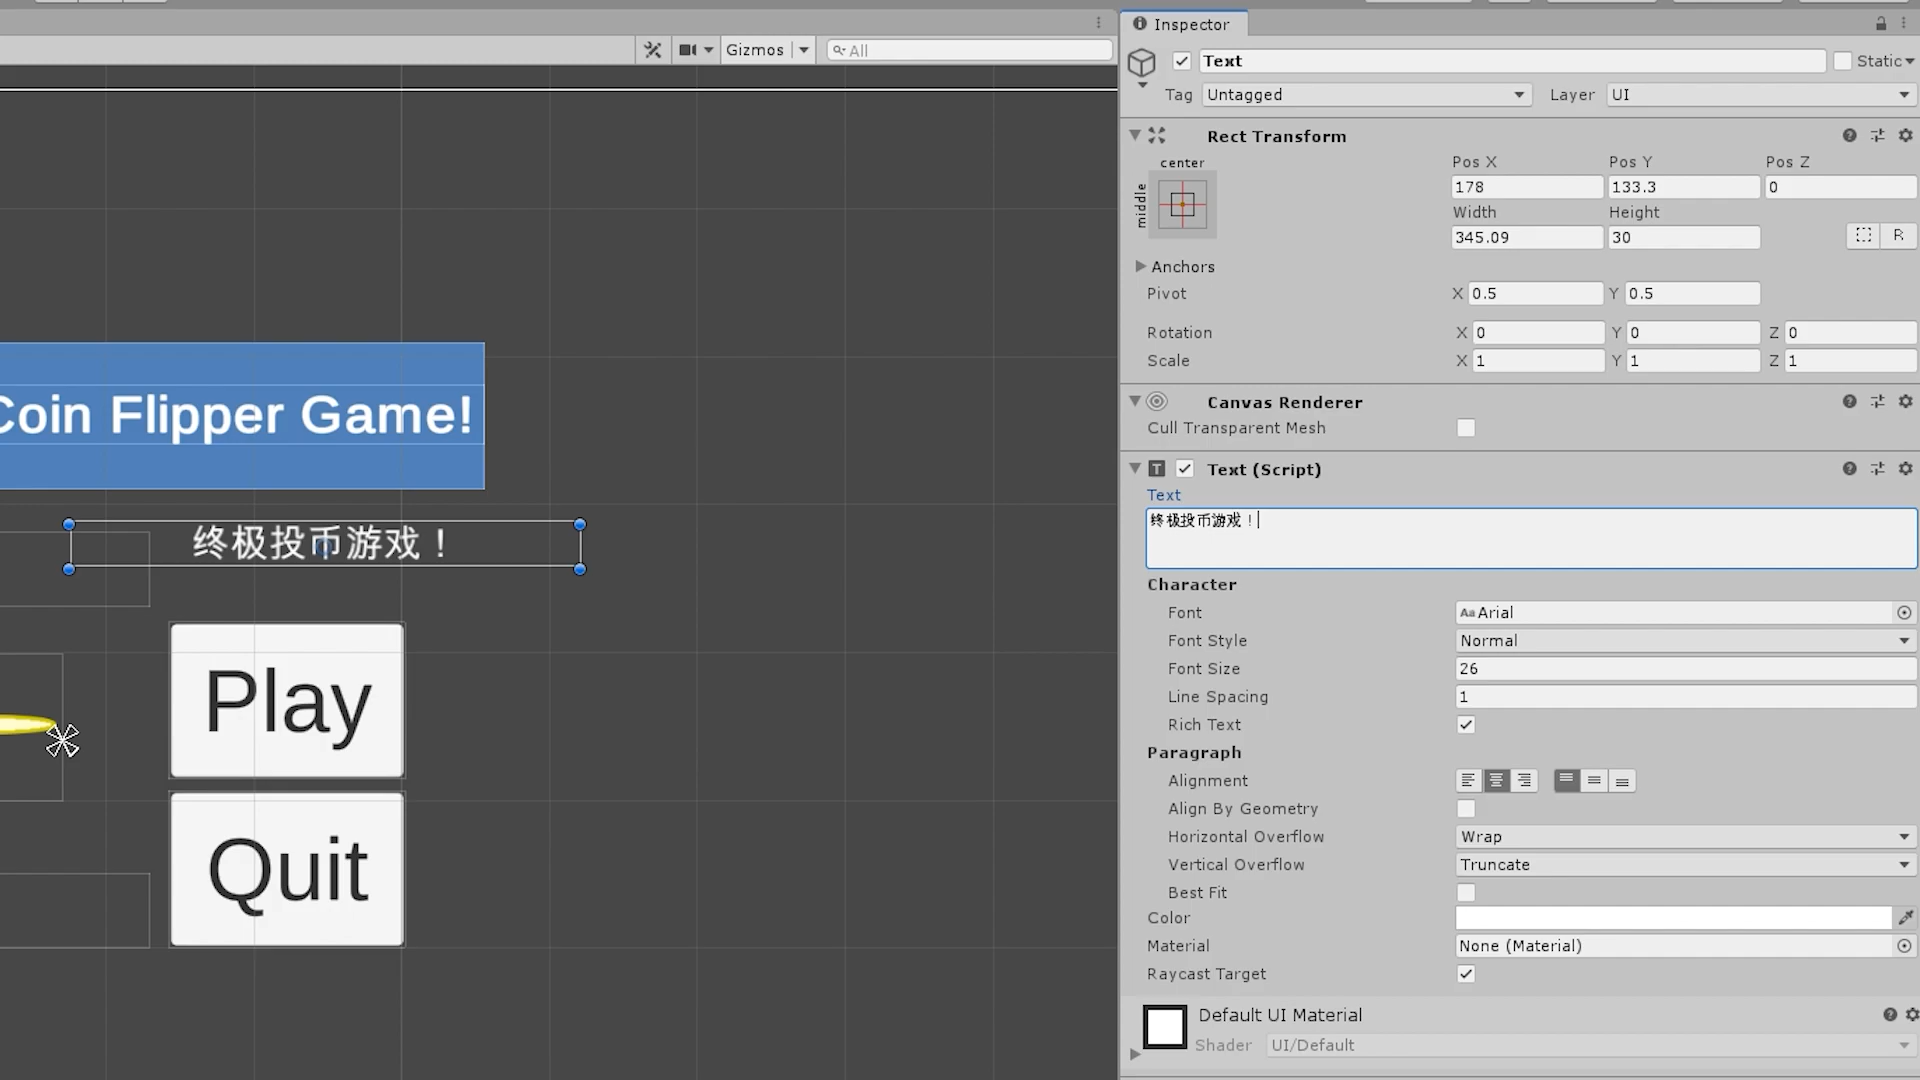 Inspector
Gizmos
All
Text
Static
Tag
Untagged
Layer
UI
Rect Transform
center
middle
Pos X
Pos Y
Pos Z
178
133.3
0
Width
Height
345.09
30
R
Anchors
Pivot
X 0.5
Y 0.5
Rotation
X 0
Y 0
Z 0
Scale
X 1
Y 1
Z 1
Canvas Renderer
Cull Transparent Mesh
Coin Flipper Game!
终极投币游戏！
Play
Quit
T
Text (Script)
Text
终极投币游戏！
Character
Font
Aa Arial
Font Style
Normal
Font Size
26
Line Spacing
1
Rich Text
Paragraph
Alignment
Align By Geometry
Horizontal Overflow
Wrap
Vertical Overflow
Truncate
Best Fit
Color
Material
None (Material)
Raycast Target
Default UI Material
Shader
UI/Default